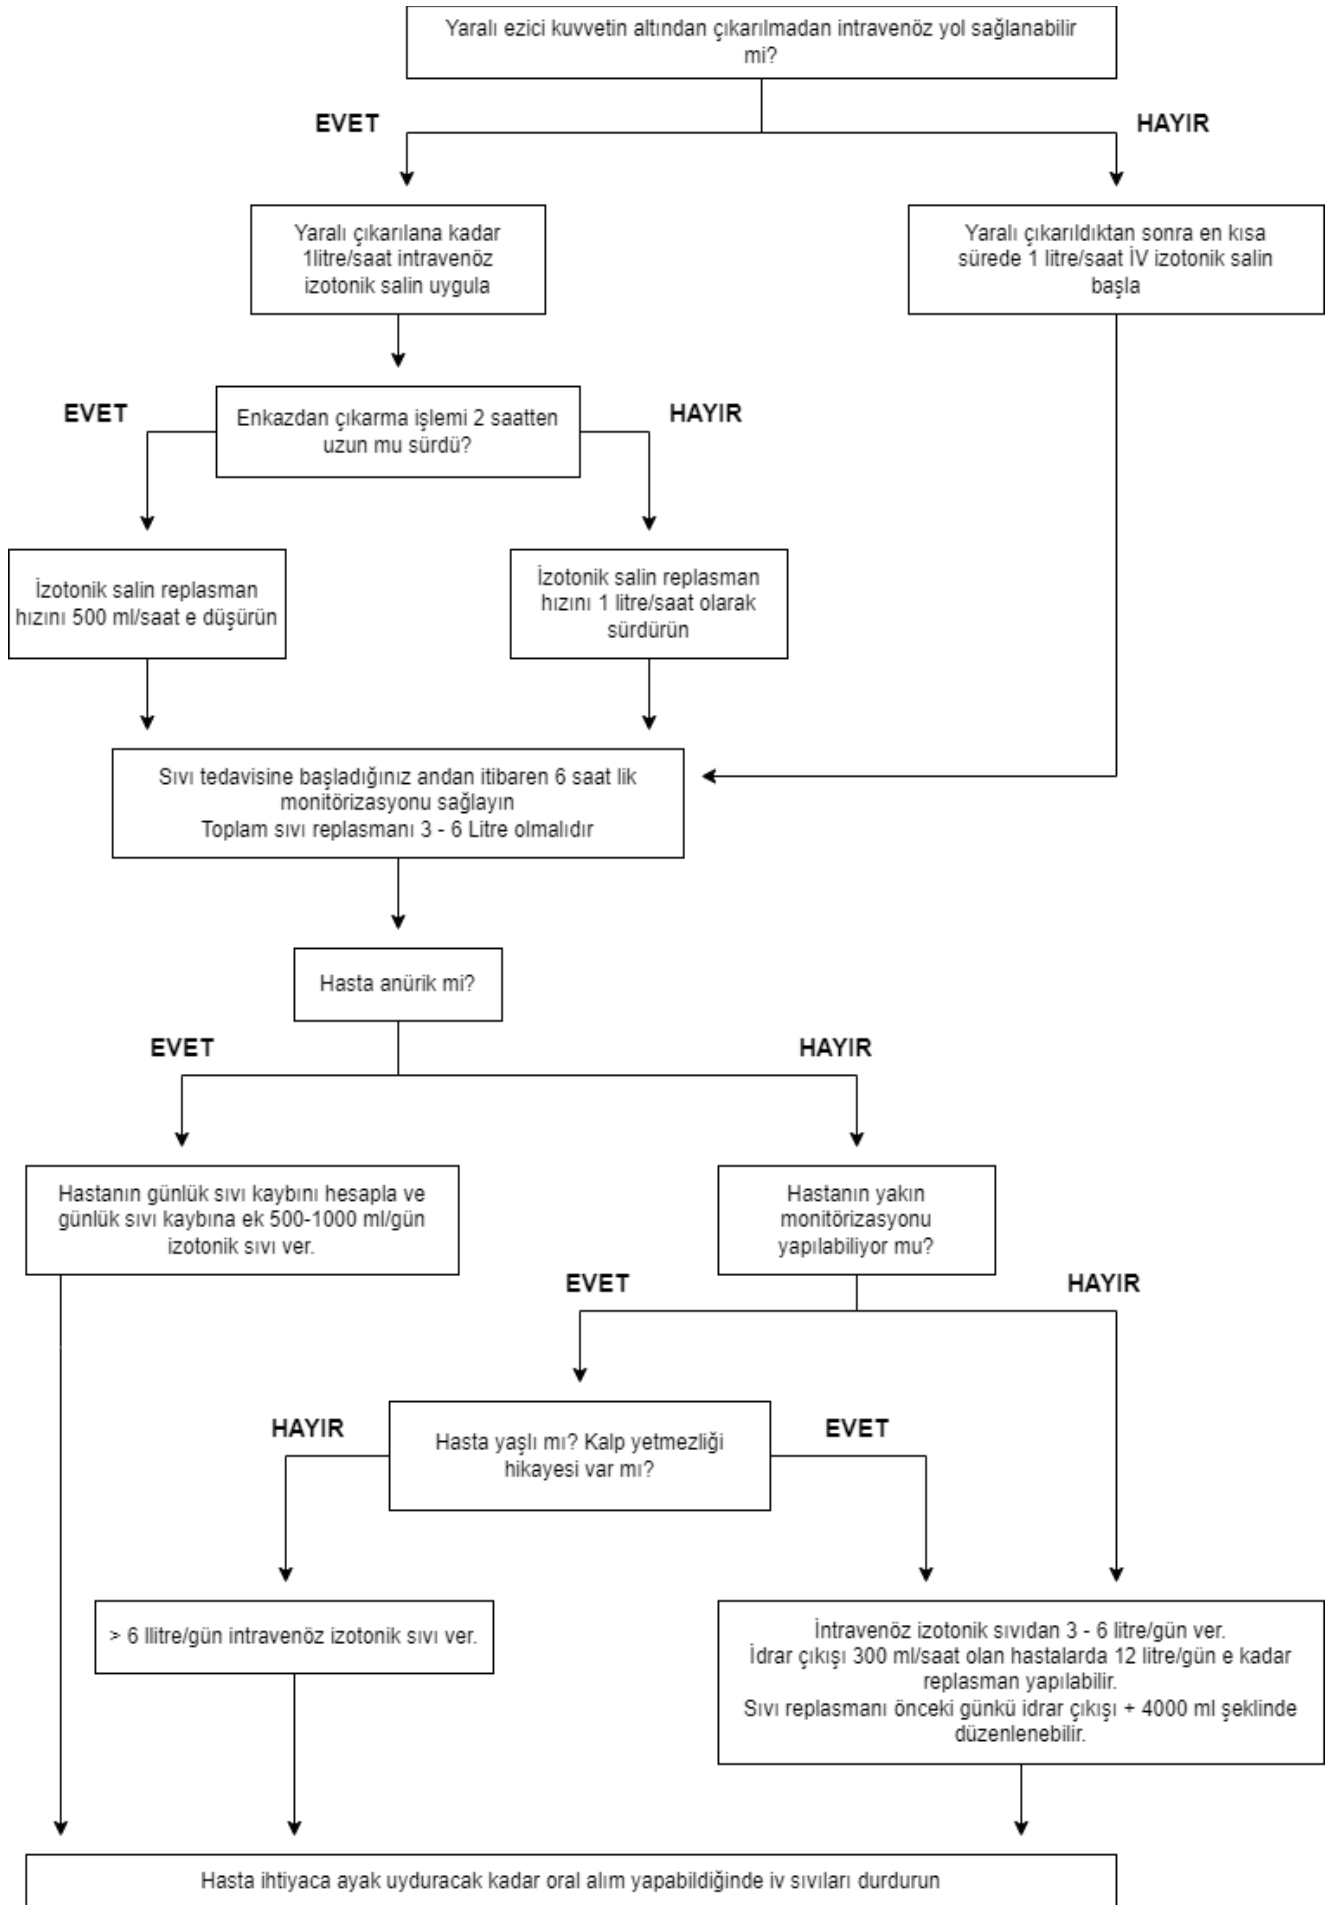 Yaralı ezici kuvvetin altından çıkarılmadan intravenöz yol sağlanabilir
mi?
EVET
HAYIR
Yaralı çıkarılana kadar
1litre/saat intravenöz
izotonik salin uygula
Yaralı çıkarıldıktan sonra en kısa
sürede 1 litre/saat İV izotonik salin
başla
EVET
Enkazdan çıkarma işlemi 2 saatten
uzun mu sürdü?
HAYIR
İzotonik salin replasman
hızını 500 ml/saat e düşürün
İzotonik salin replasman
hızını 1 litre/saat olarak
sürdürün
Sıvı tedavisine başladığınız andan itibaren 6 saat lik
monitörizasyonu sağlayın
Toplam sıvı replasmanı 3 - 6 Litre olmalıdır
Hasta anürik mi?
EVET
HAYIR
Hastanın günlük sıvı kaybını hesapla ve
günlük sıvı kaybına ek 500-1000 ml/gün
izotonik sıvı ver.
Hastanın yakın
monitörizasyonu
yapılabiliyor mu?
EVET
HAYIR
HAYIR
Hasta yaşlı mı? Kalp yetmezliği
hikayesi var mı?
EVET
> 6 llitre/gün intravenöz izotonik sıvı ver.
İntravenöz izotonik sıvıdan 3 - 6 litre/gün ver.
İdrar çıkışı 300 ml/saat olan hastalarda 12 litre/gün e kadar
replasman yapılabilir.
Sıvı replasmanı önceki günkü idrar çıkışı + 4000 ml şeklinde
düzenlenebilir.
Hasta ihtiyaca ayak uyduracak kadar oral alım yapabildiğinde iv sıvıları durdurun